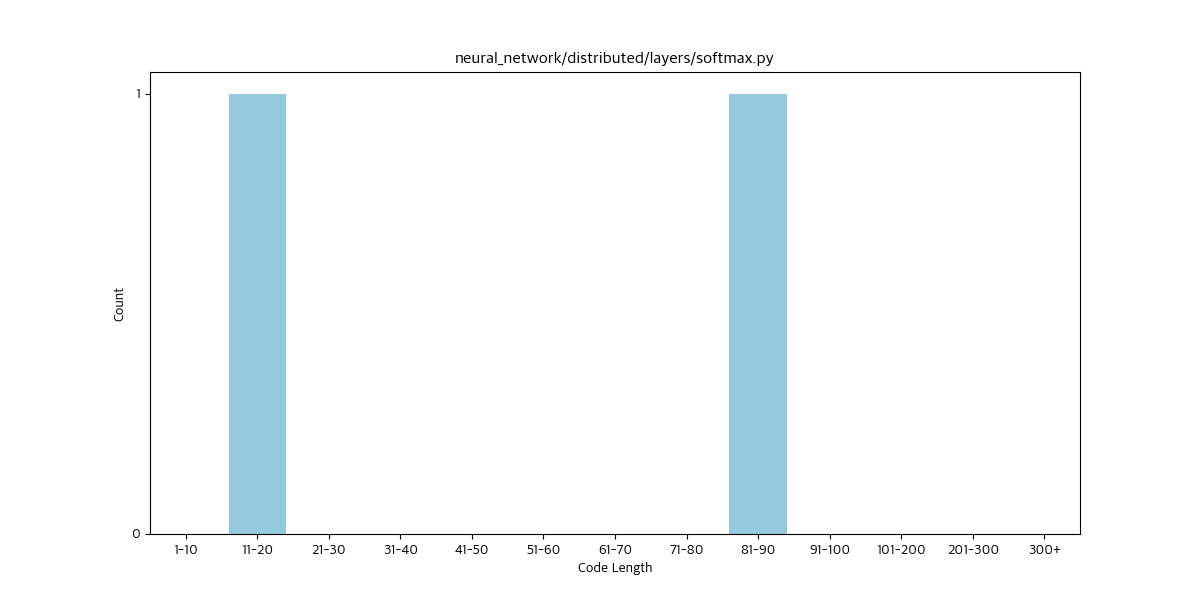 neural_network/distributed/layers/softmax.py
1
Count
0
1-10 11-20 21-30 31-40 41-50 51-60 61-70 71-80 81-90 91-100 101-200 201-300 300+
Code Length